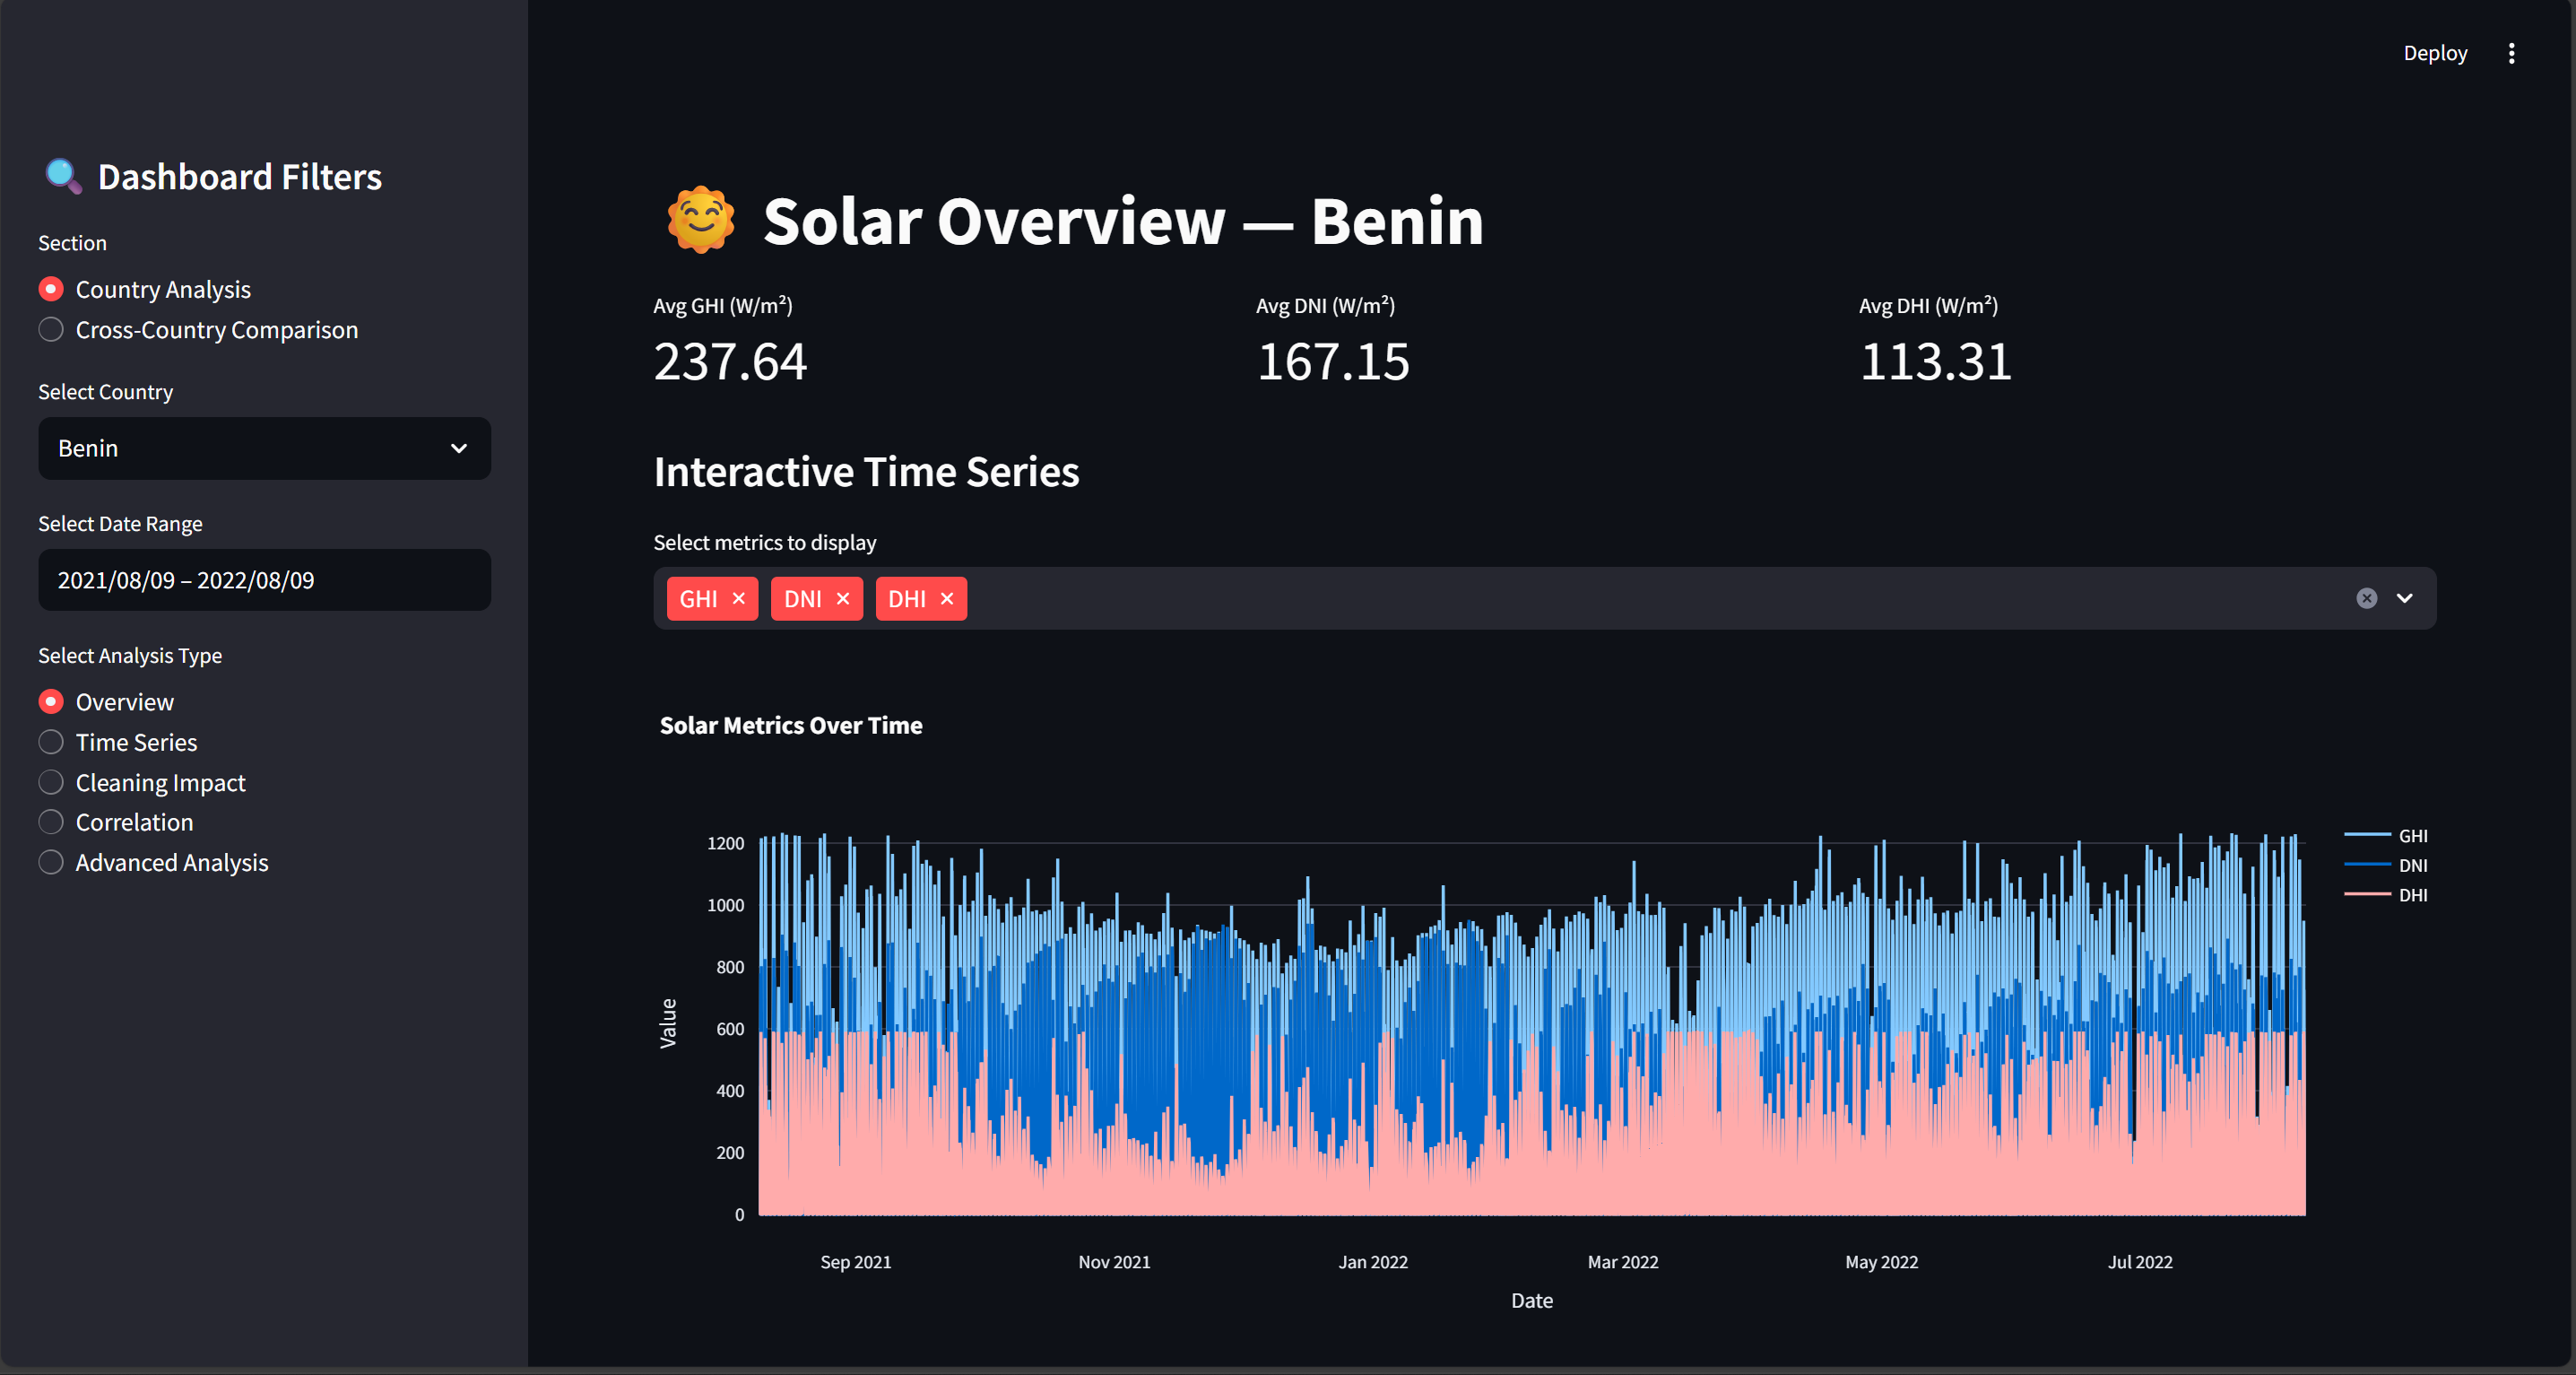 Deploy
Dashboard Filters
Section
Country Analysis
Cross-Country Comparison
Select Country
Benin
Select Date Range
2021/08/09 – 2022/08/09
Select Analysis Type
Overview
Time Series
Cleaning Impact
Correlation
Advanced Analysis
Solar Overview — Benin
Avg GHI (W/m²)
237.64
Avg DNI (W/m²)
167.15
Avg DHI (W/m²)
113.31
Interactive Time Series
Select metrics to display
GHI
DNI
DHI
Solar Metrics Over Time
1200
1000
800
600
400
200
0
Value
Sep 2021
Nov 2021
Jan 2022
Mar 2022
May 2022
Jul 2022
Date
GHI
DNI
DHI